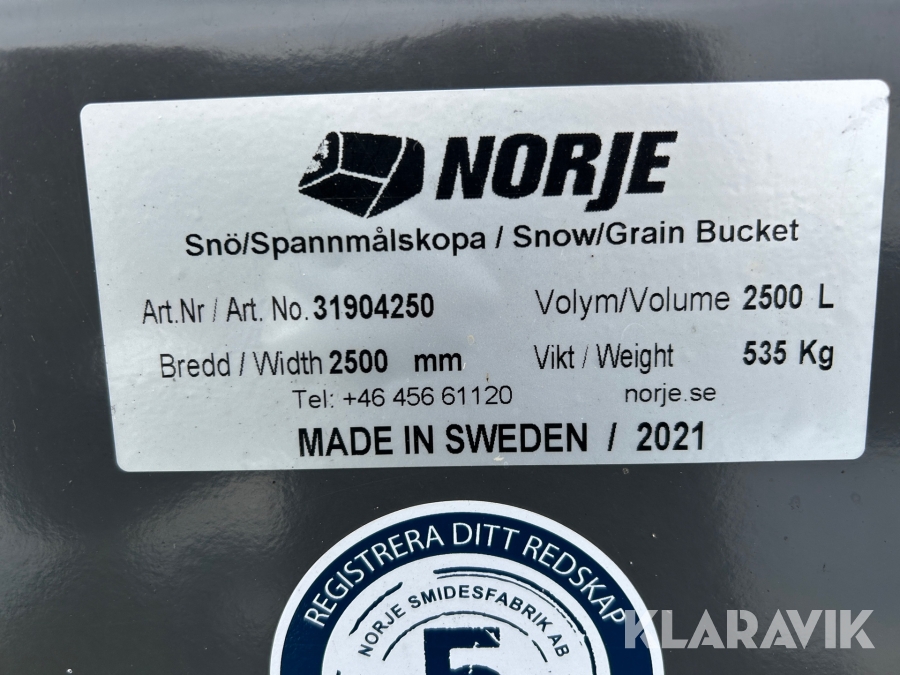 NORJE
Snö/Spannnmålskopa / Snow/Grain Bucket
Art.Nr / Art. No. 31904250
Volym/Volume 2500 L
Bredd / Width 2500 mm
Vikt / Weight 535 Kg
Tel: +46 456 61120
norje.se
MADE IN SWEDEN / 2021
REGISTRERA DITT REDSKAP
NORJE SMIDESFABRIK AB
5
KLARAVIK